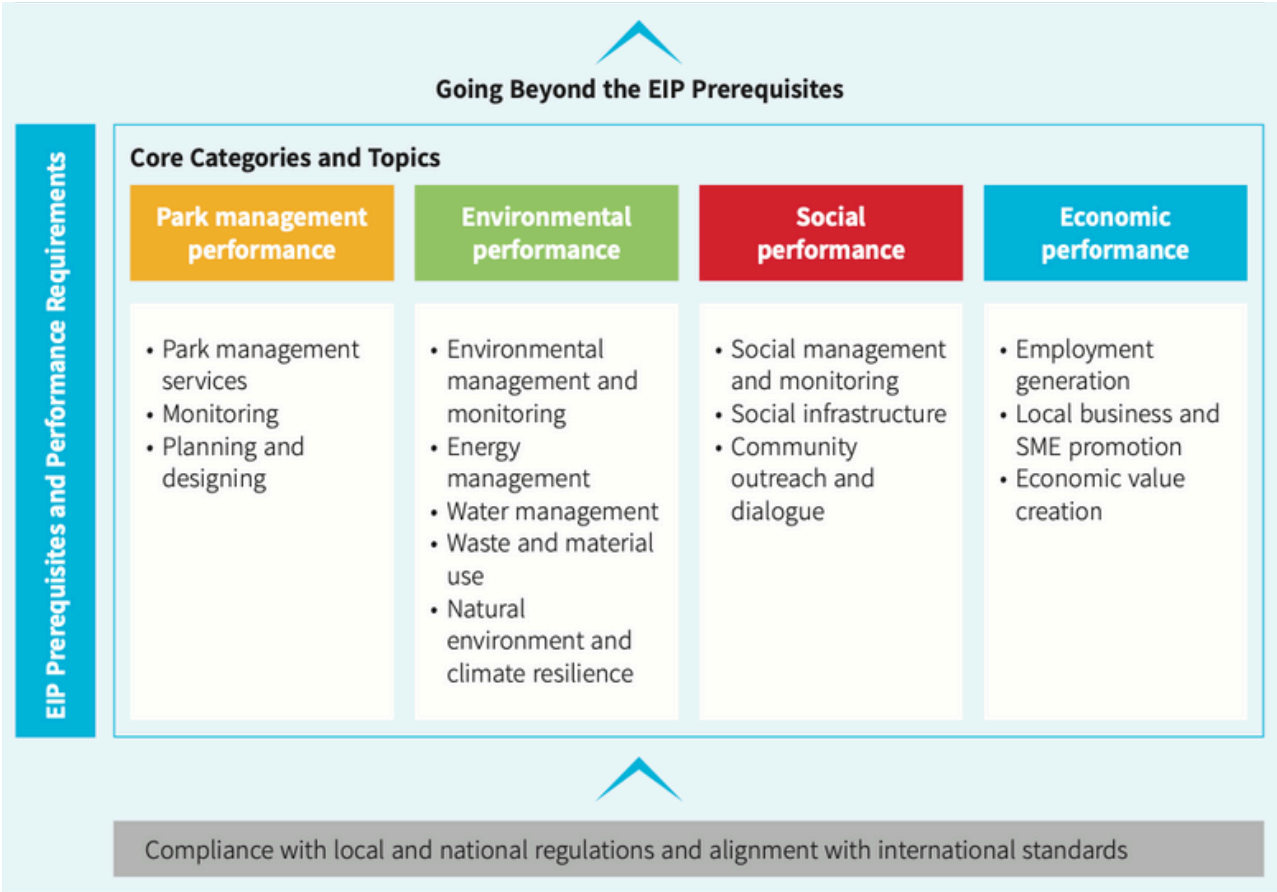 Going Beyond the EIP Prerequisites
EIP Prerequisites and Performance Requirements
Core Categories and Topics
Park management
performance
• Park management
services
• Monitoring
• Planning and
designing
Environmental
performance
• Environmental
management and
monitoring
• Energy
management
• Water management
• Waste and material
use
• Natural
environment and
climate resilience
Social
performance
• Social management
and monitoring
• Social infrastructure
• Community
outreach and
dialogue
Economic
performance
• Employment
generation
• Local business and
SME promotion
• Economic value
creation
Compliance with local and national regulations and alignment with international standards